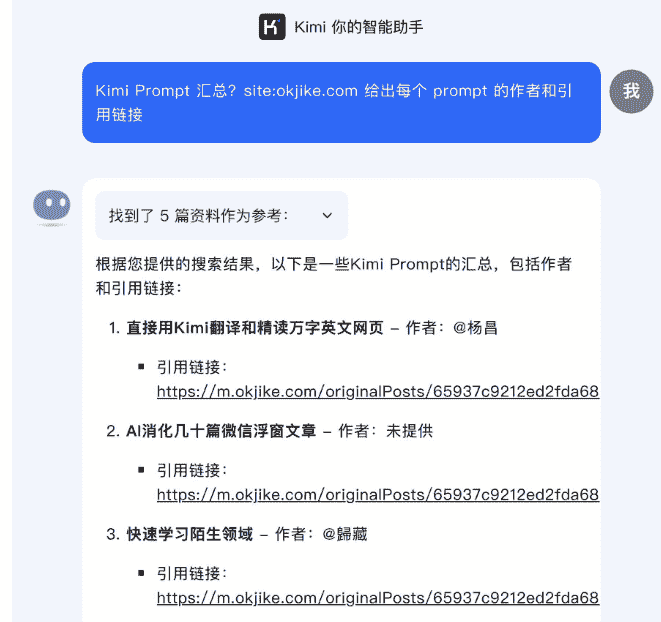 Kimi 你的智能助手
Kimi Prompt 汇总？site:okjike.com 给出每个 prompt 的作者和引
用链接
我
找到了 5 篇资料作为参考：
根据您提供的搜索结果，以下是一些Kimi Prompt的汇总，包括作者
和引用链接：
1. 直接用Kimi翻译和精读万字英文网页 – 作者：@杨昌
▪ 引用链接：
https://m.okjike.com/originalPosts/65937c9212ed2fda68
2. AI消化几十篇微信浮窗文章 – 作者：未提供
▪ 引用链接：
https://m.okjike.com/originalPosts/65937c9212ed2fda68
3. 快速学习陌生领域 – 作者：@歸藏
▪ 引用链接：
https://m.okjike.com/originalPosts/65937c9212ed2fda68